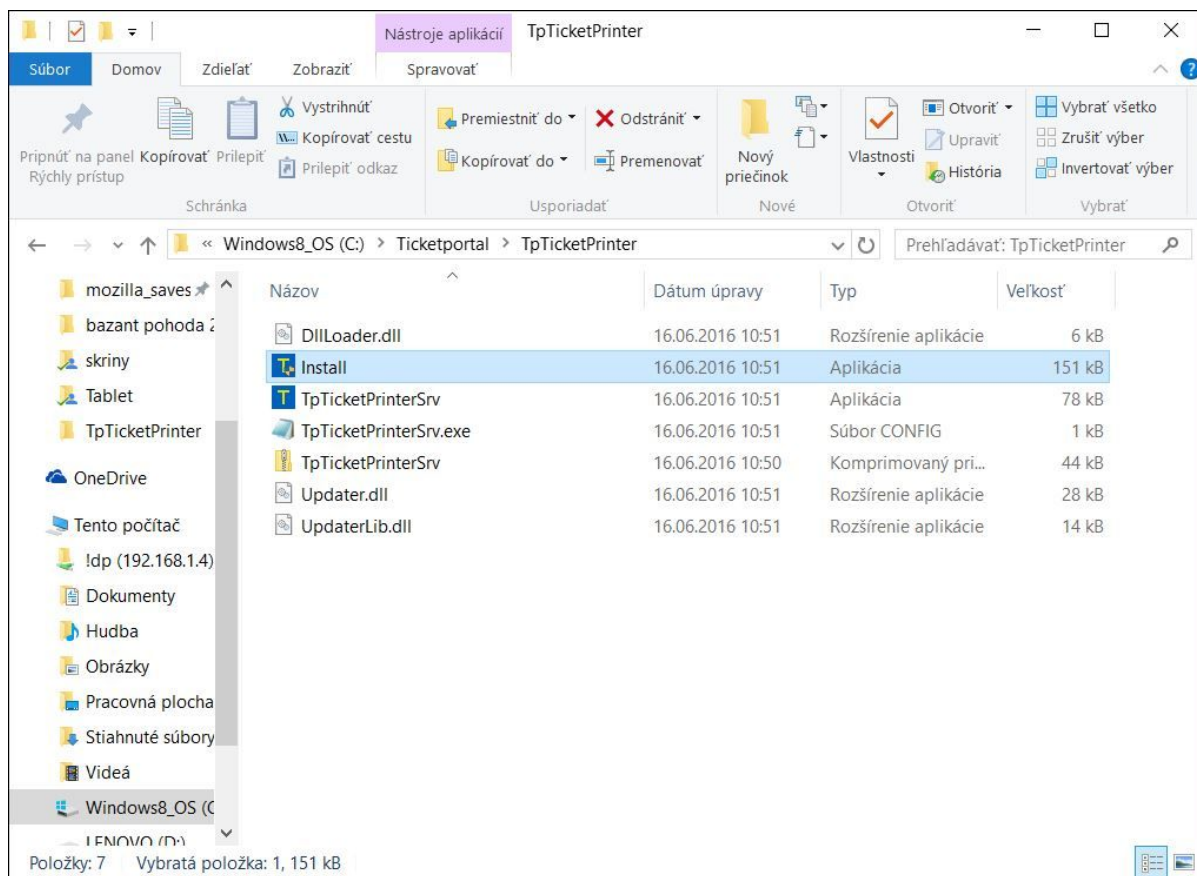 Nástroje aplikácií TpTicketPrinter
Súbor Domov Zdieľať Zobraziť Spravovať ?
Pripnúť na panel Rýchly prístup
Kopírovať
Prilepiť
Vystrihnúť
Kopírovať cestu
Prilepiť odkaz
Schránka
Premiestniť do
Kopírovať do
Odstrániť
Premenovať
Usporiadať
Nový
priečinok
Nové
Vlastnosti
Otvoriť
Upraviť
História
Otvoriť
Vybrať všetko
Zrušiť výber
Invertovať výber
Vybrať
« Windows8_OS (C:) > Ticketportal > TpTicketPrinter
Prehľadávať: TpTicketPrinter
mozilla_saves
bazant pohoda 2
skriny
Tablet
TpTicketPrinter
OneDrive
Tento počítač
!dp (192.168.1.4)
Dokumenty
Hudba
Obrázky
Pracovná plocha
Stiahnuté súbory
Videá
Windows8_OS (C
LENOVO (D:)
Názov Dátum úpravy Typ Veľkosť
DllLoader.dll 16.06.2016 10:51 Rozšírenie aplikácie 6 kB
Install 16.06.2016 10:51 Aplikácia 151 kB
TpTicketPrinterSrv 16.06.2016 10:51 Aplikácia 78 kB
TpTicketPrinterSrv.exe 16.06.2016 10:51 Súbor CONFIG 1 kB
TpTicketPrinterSrv 16.06.2016 10:50 Komprimovaný pri... 44 kB
Updater.dll 16.06.2016 10:51 Rozšírenie aplikácie 28 kB
UpdaterLib.dll 16.06.2016 10:51 Rozšírenie aplikácie 14 kB
Položky: 7 Vybratá položka: 1, 151 kB